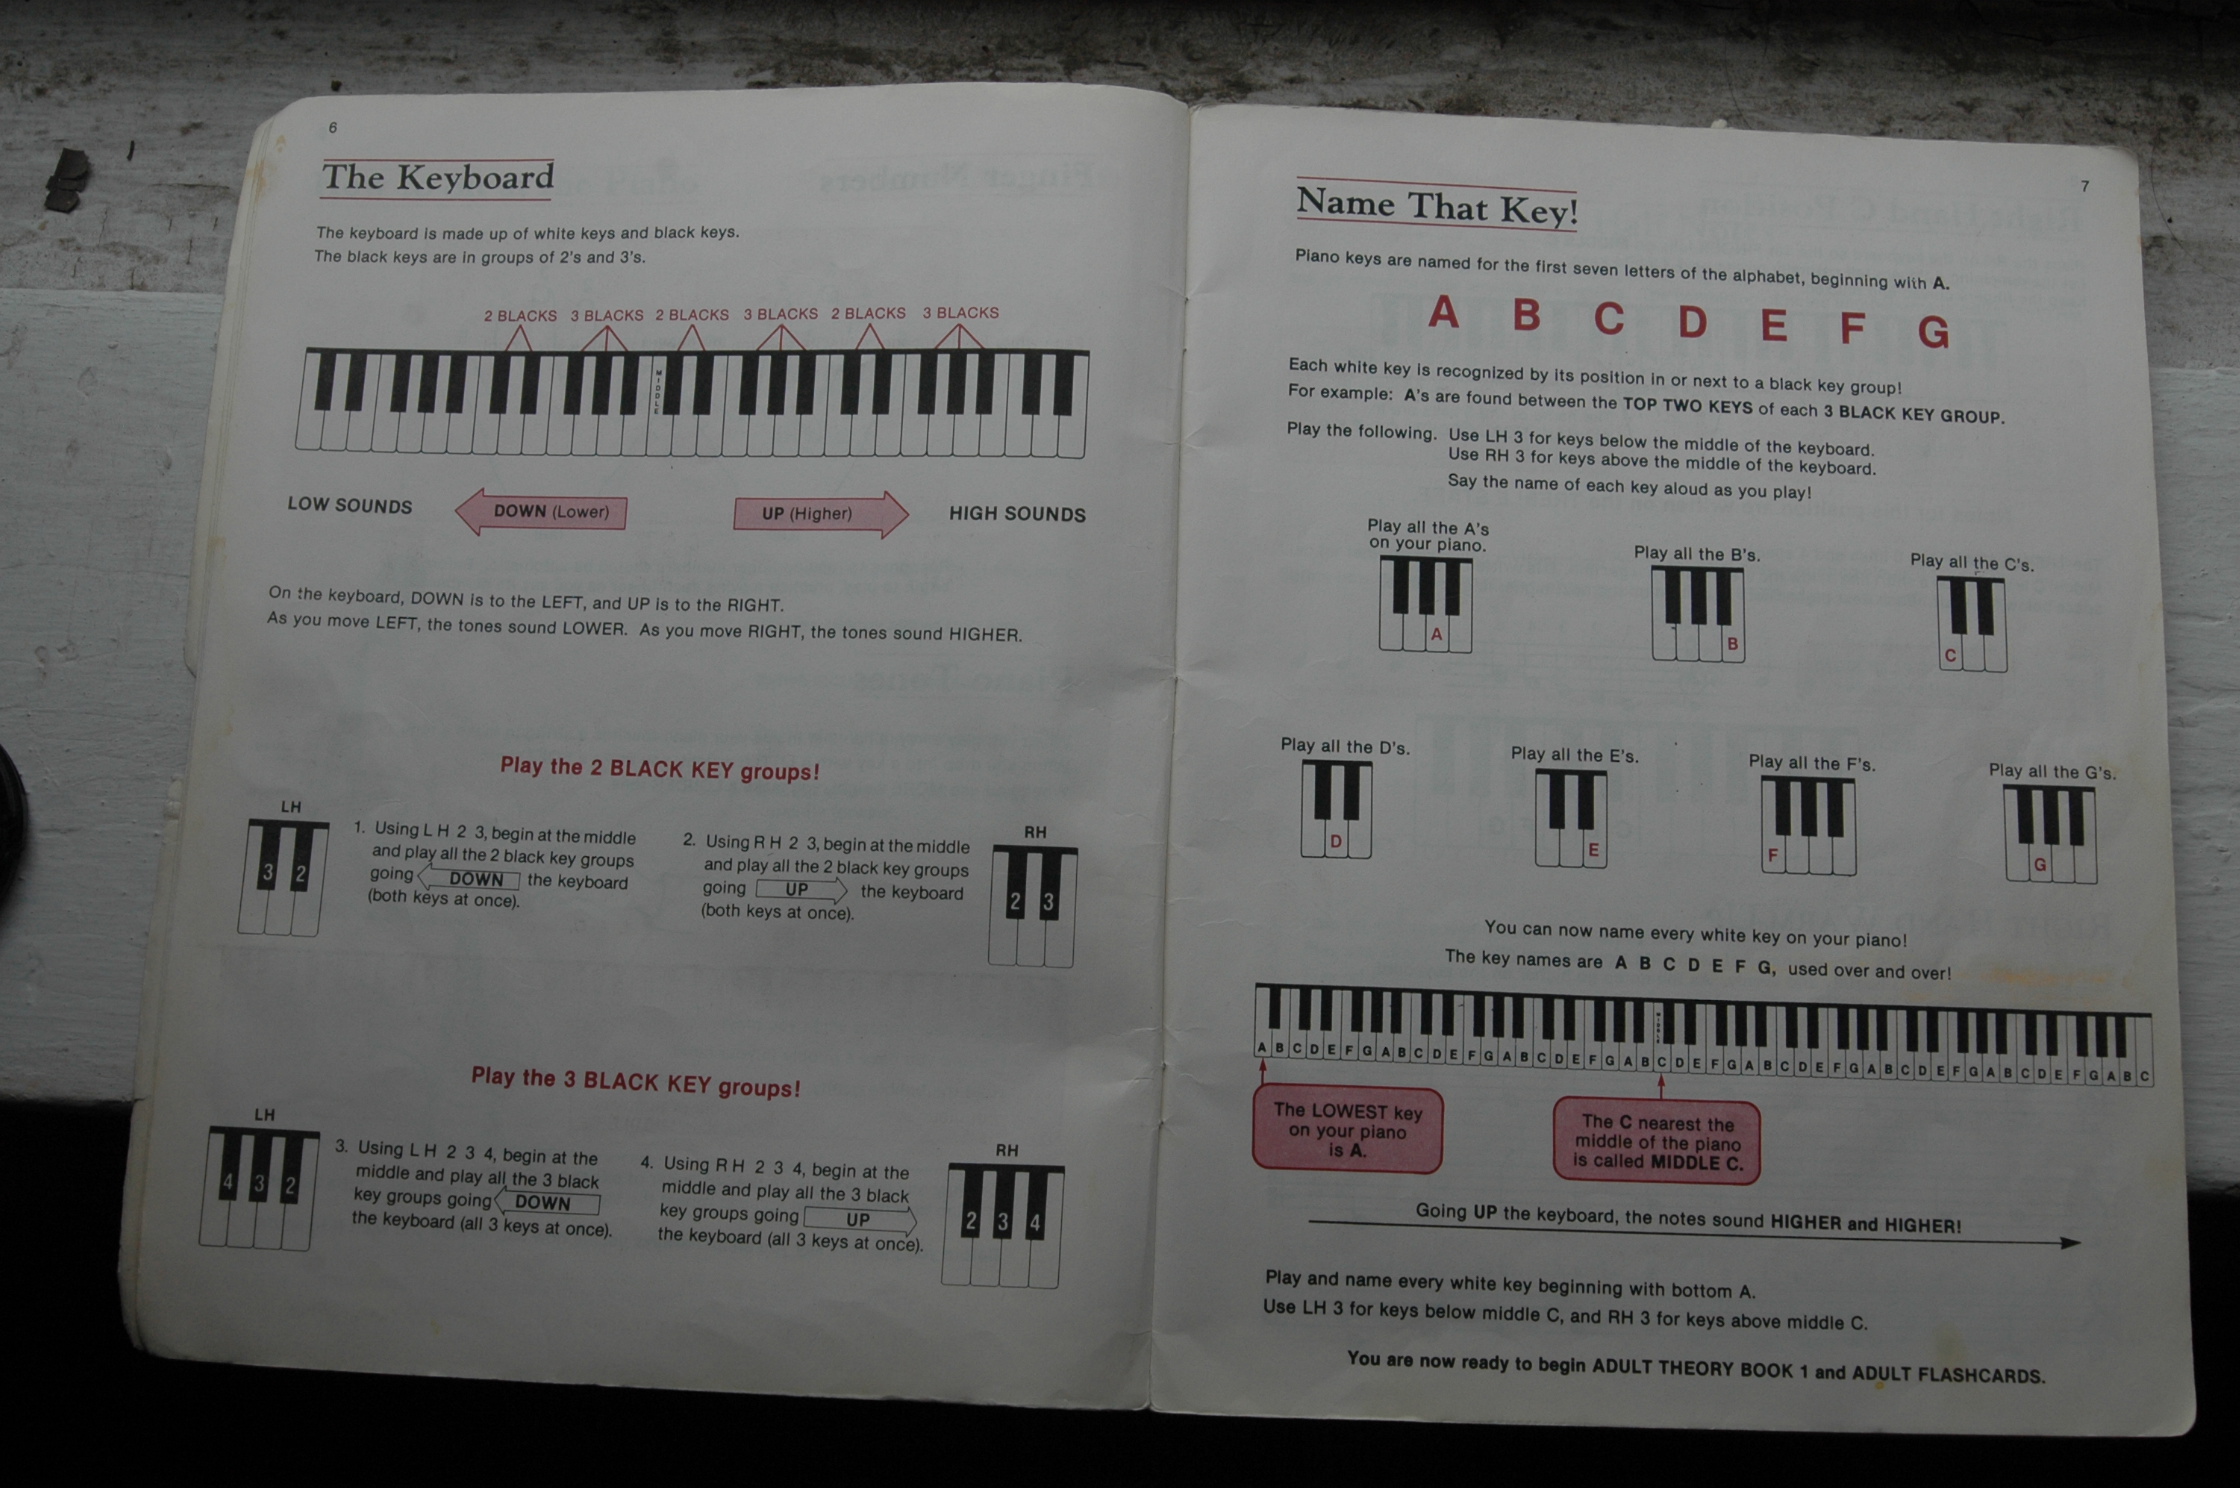 6
The Keyboard
The keyboard is made up of white keys and black keys.
The black keys are in groups of 2's and 3's.
2 BLACKS 3 BLACKS 2 BLACKS 3 BLACKS 2 BLACKS 3 BLACKS
MIDDLE
LOW SOUNDS DOWN (Lower) UP (Higher) HIGH SOUNDS
On the keyboard, DOWN is to the LEFT, and UP is to the RIGHT.
As you move LEFT, the tones sound LOWER. As you move RIGHT, the tones sound HIGHER.
Play the 2 BLACK KEY groups!
LH
3 2
1. Using L H 2 3, begin at the middle
and play all the 2 black key groups
going DOWN the keyboard
(both keys at once).
2. Using R H 2 3, begin at the middle
and play all the 2 black key groups
going UP the keyboard
(both keys at once).
RH
2 3
Play the 3 BLACK KEY groups!
LH
4 3 2
3. Using L H 2 3 4, begin at the
middle and play all the 3 black
key groups going DOWN
the keyboard (all 3 keys at once).
4. Using R H 2 3 4, begin at the
middle and play all the 3 black
key groups going UP
the keyboard (all 3 keys at once).
RH
2 3 4
7
Name That Key!
Piano keys are named for the first seven letters of the alphabet, beginning with A.
A B C D E F G
Each white key is recognized by its position in or next to a black key group!
For example: A's are found between the TOP TWO KEYS of each 3 BLACK KEY GROUP.
Play the following. Use LH 3 for keys below the middle of the keyboard.
Use RH 3 for keys above the middle of the keyboard.
Say the name of each key aloud as you play!
Play all the A's
on your piano.
A
Play all the B's.
B
Play all the C's.
C
Play all the D's.
D
Play all the E's.
E
Play all the F's.
F
Play all the G's.
G
You can now name every white key on your piano!
The key names are A B C D E F G, used over and over!
MIDDLE
A B C D E F G A B C D E F G A B C D E F G A B C D E F G A B C D E F G A B C D E F G A B C D E F G A B C
The LOWEST key
on your piano
is A.
The C nearest the
middle of the piano
is called MIDDLE C.
Going UP the keyboard, the notes sound HIGHER and HIGHER!
Play and name every white key beginning with bottom A.
Use LH 3 for keys below middle C, and RH 3 for keys above middle C.
You are now ready to begin ADULT THEORY BOOK 1 and ADULT FLASHCARDS.